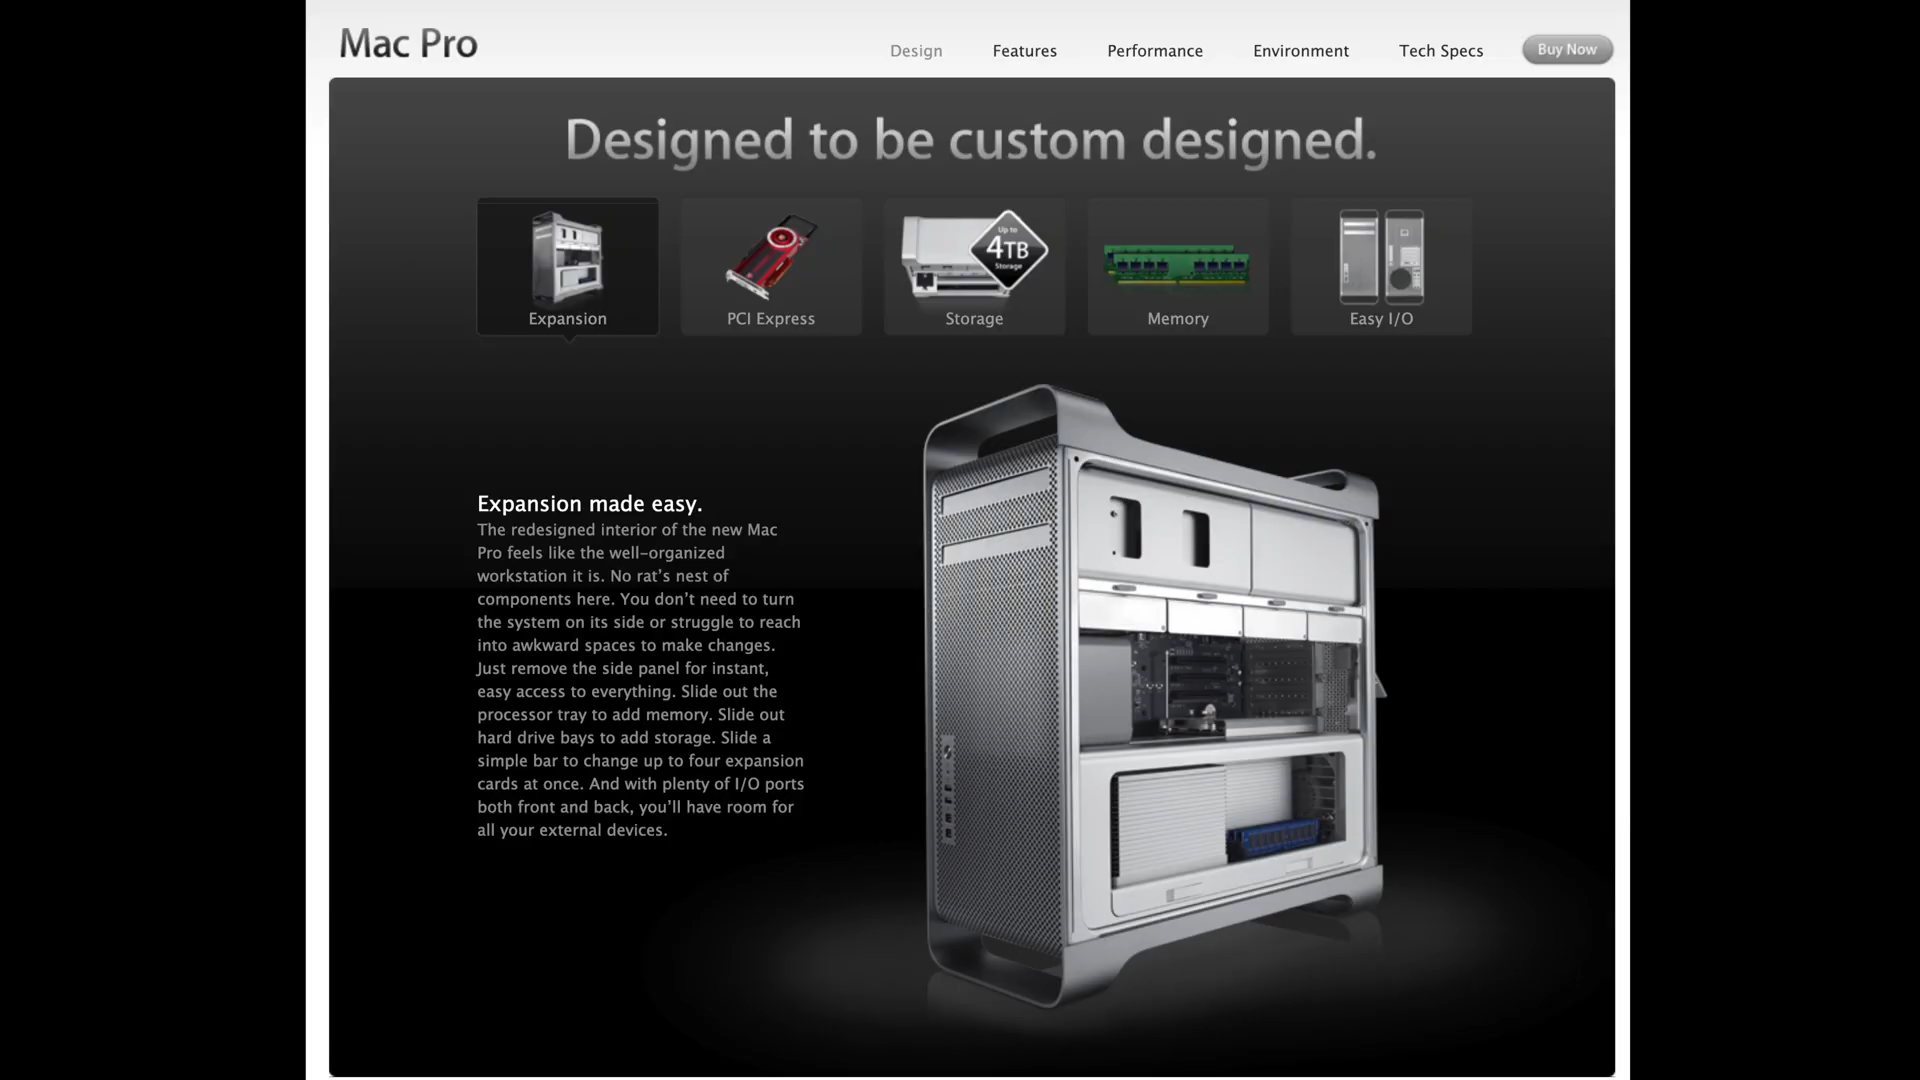 Mac Pro
Design
Features
Performance
Environment
Tech Specs
Buy Now
Designed to be custom designed.
Up to
4TB
Storage
Expansion
PCI Express
Storage
Memory
Easy I/O
Expansion made easy.
The redesigned interior of the new Mac
Pro feels like the well-organized
workstation it is. No rat’s nest of
components here. You don’t need to turn
the system on its side or struggle to reach
into awkward spaces to make changes.
Just remove the side panel for instant,
easy access to everything. Slide out the
processor tray to add memory. Slide out
hard drive bays to add storage. Slide a
simple bar to change up to four expansion
cards at once. And with plenty of I/O ports
both front and back, you’ll have room for
all your external devices.